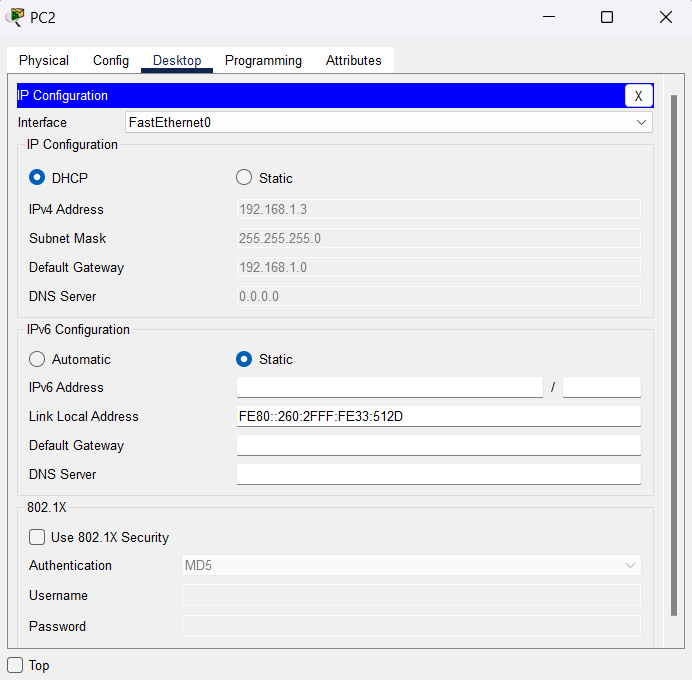 PC2
Physical Config Desktop Programming Attributes
IP Configuration X
Interface FastEthernet0
IP Configuration
DHCP Static
IPv4 Address 192.168.1.3
Subnet Mask 255.255.255.0
Default Gateway 192.168.1.0
DNS Server 0.0.0.0
IPv6 Configuration
Automatic Static
IPv6 Address /
Link Local Address FE80::260:2FFF:FE33:512D
Default Gateway
DNS Server
802.1X
Use 802.1X Security
Authentication MD5
Username
Password
Top